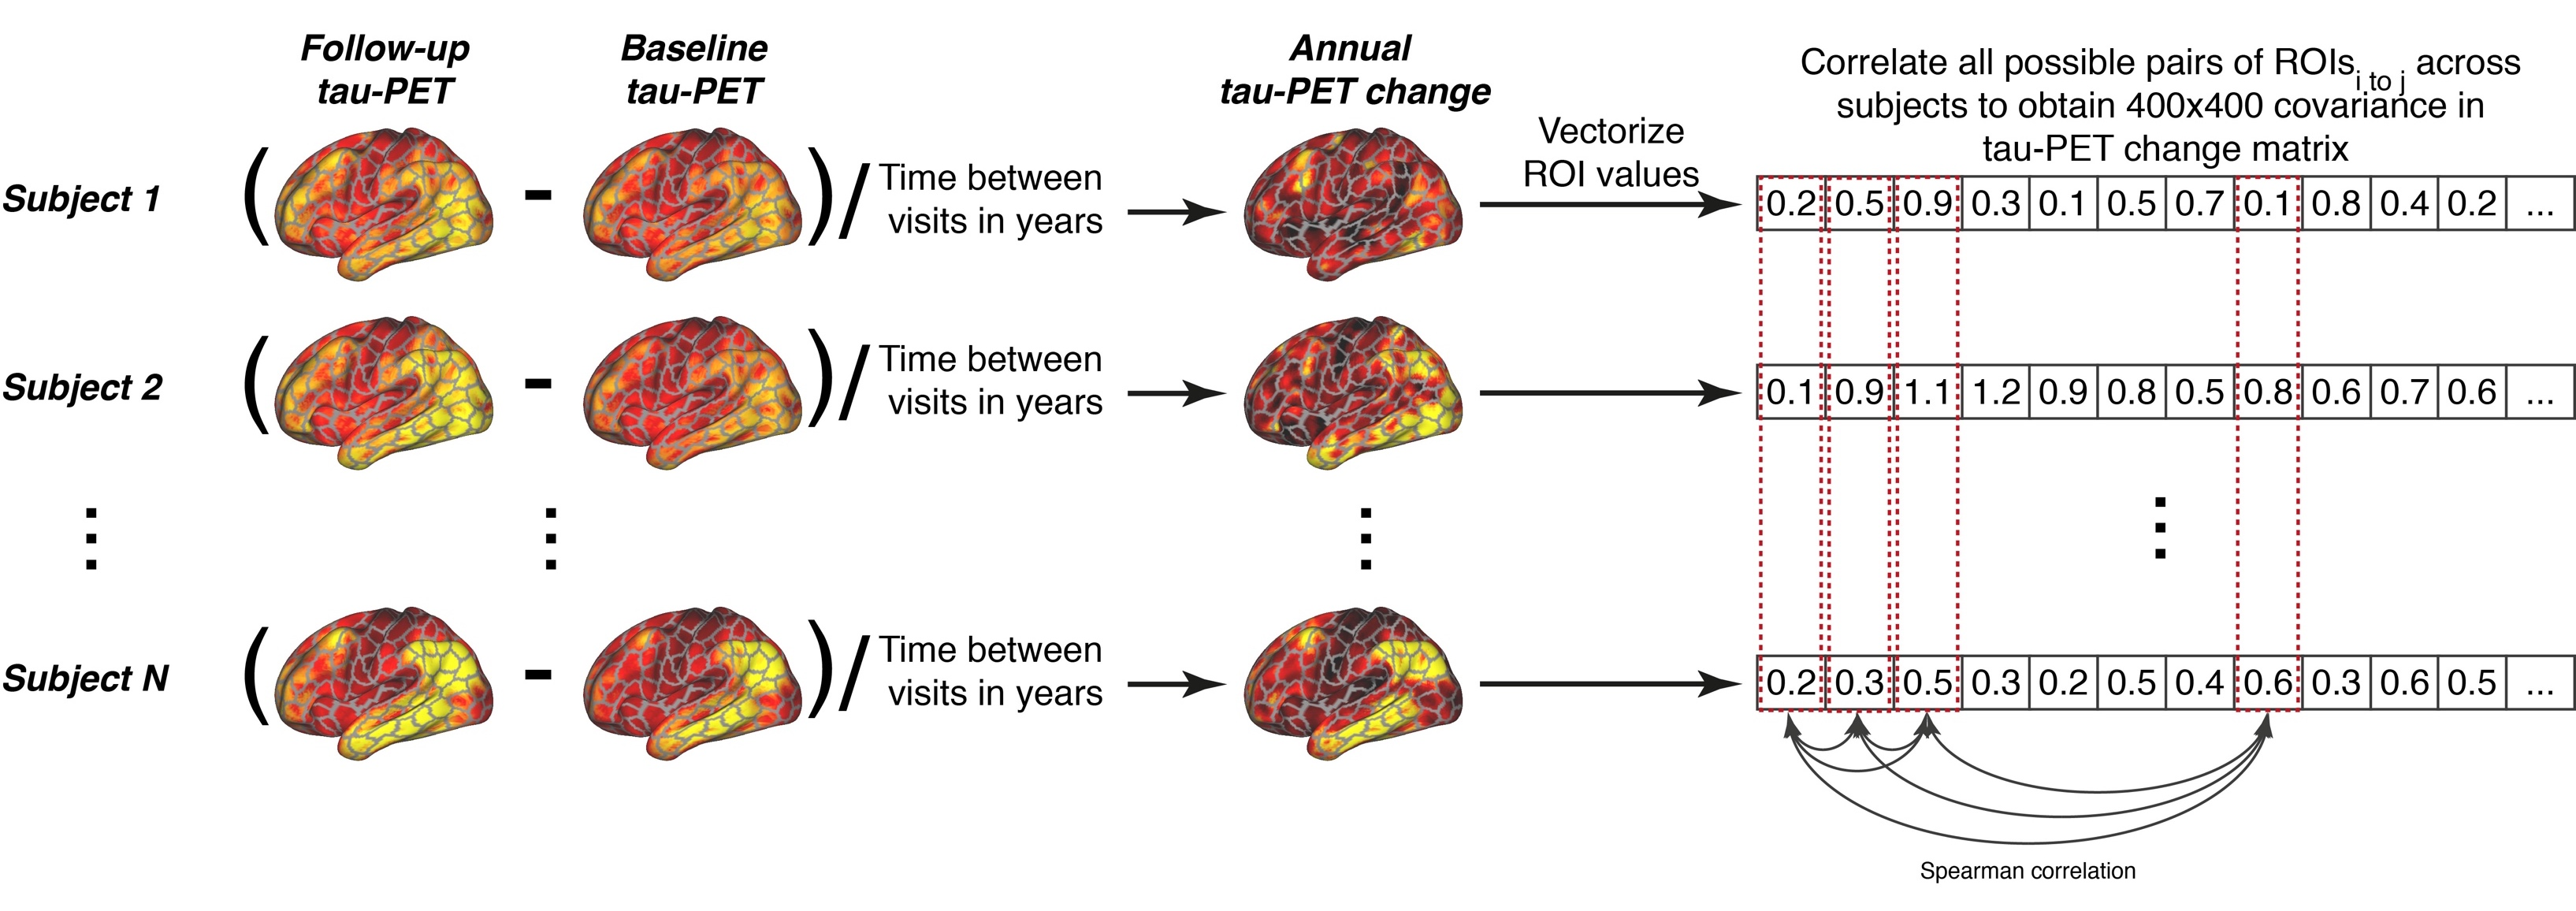 Follow-up
tau-PET
Baseline
tau-PET
Annual
tau-PET change
Vectorize
ROI values
Correlate all possible pairs of ROIs i to j across
subjects to obtain 400x400 covariance in
tau-PET change matrix
Subject 1
( - ) /
Time between
visits in years
0.2 0.5 0.9 0.3 0.1 0.5 0.7 0.1 0.8 0.4 0.2 ...
Subject 2
( - ) /
Time between
visits in years
0.1 0.9 1.1 1.2 0.9 0.8 0.5 0.8 0.6 0.7 0.6 ...
Subject N
( - ) /
Time between
visits in years
0.2 0.3 0.5 0.3 0.2 0.5 0.4 0.6 0.3 0.6 0.5 ...
Spearman correlation